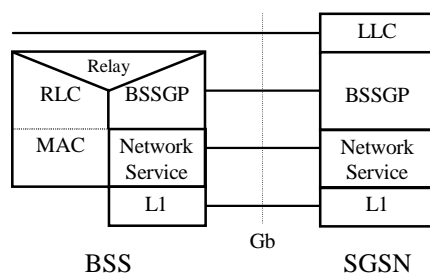 LLC
Relay
RLC
BSSGP
BSSGP
MAC
Network
Service
Network
Service
L1
L1
Gb
BSS
SGSN